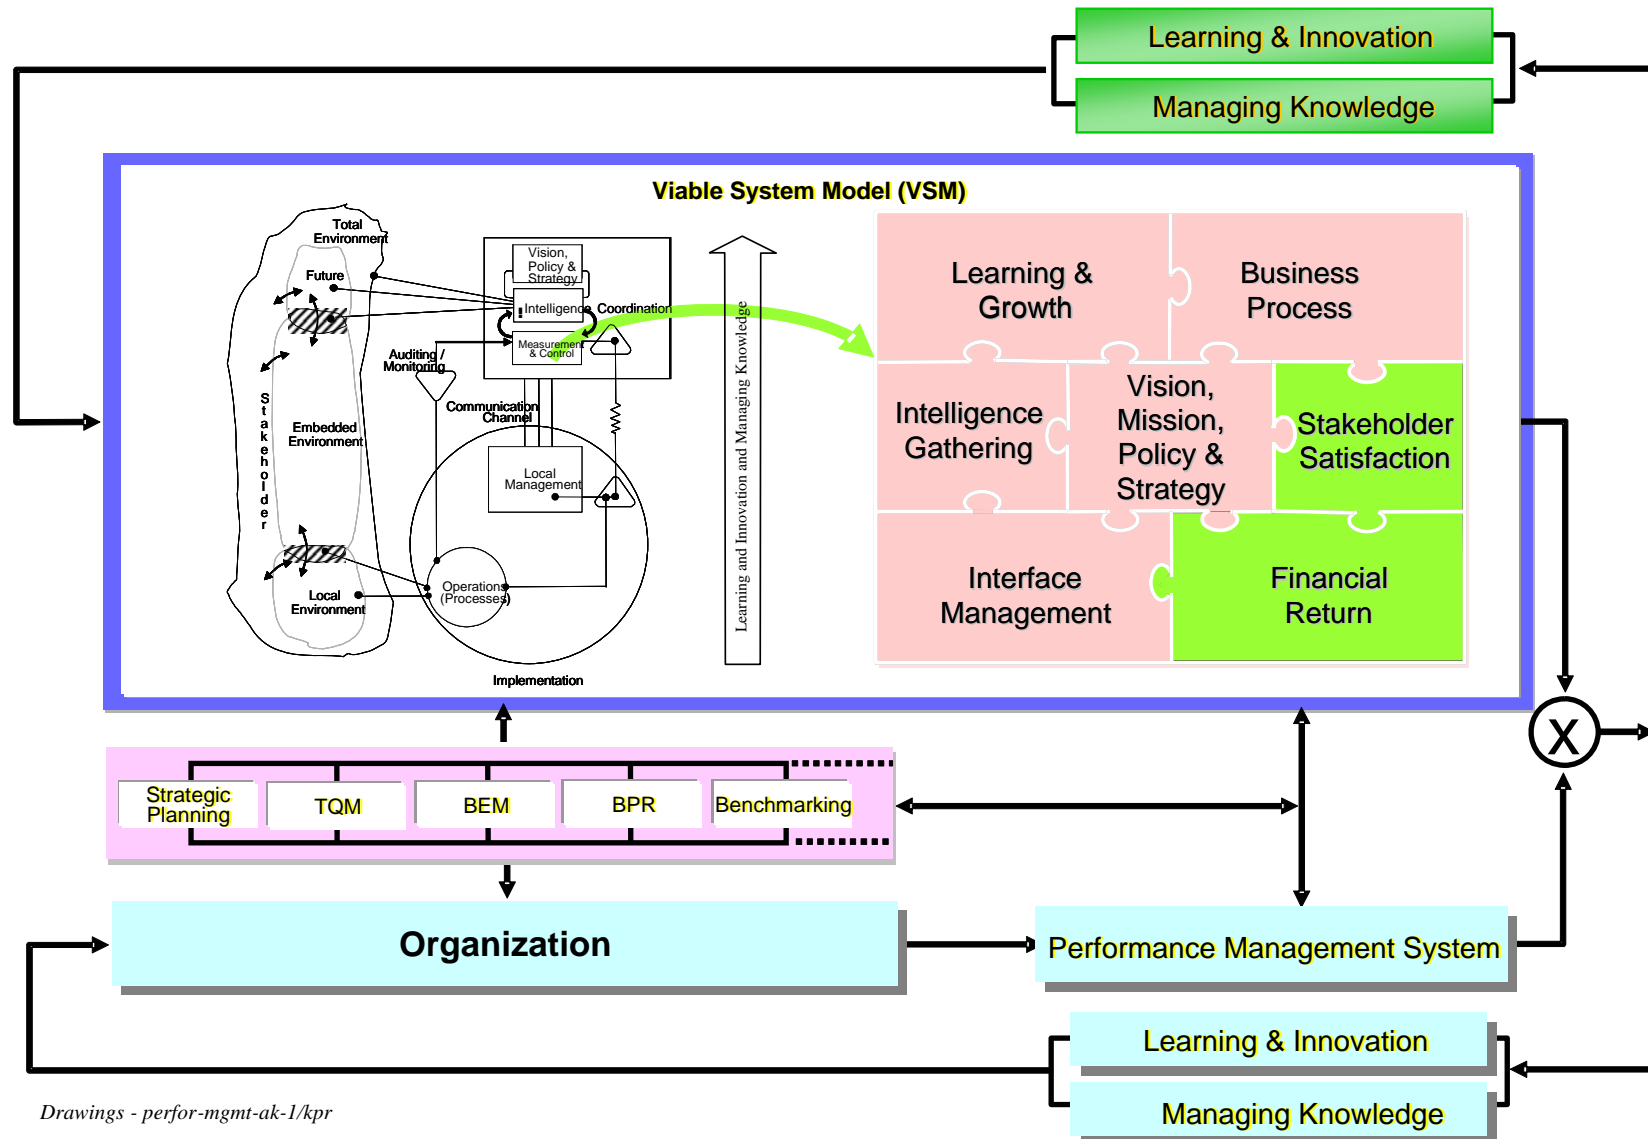 Learning & Innovation
Managing Knowledge
Viable System Model (VSM)
Total
Environment
Future
Stakeholder
Embedded
Environment
Local
Environment
Vision,
Policy &
Strategy
! Intelligence
Coordination
Measurement
& Control
Auditing /
Monitoring
Communication
Channel
Local
Management
Operations
(Processes)
Implementation
Learning and Innovation and Managing Knowledge
Learning &
Growth
Business
Process
Intelligence
Gathering
Vision,
Mission,
Policy &
Strategy
Stakeholder
Satisfaction
Interface
Management
Financial
Return
X
Strategic
Planning
TQM
BEM
BPR
Benchmarking
Organization
Performance Management System
Learning & Innovation
Managing Knowledge
Drawings - perfor-mgmt-ak-1/kpr